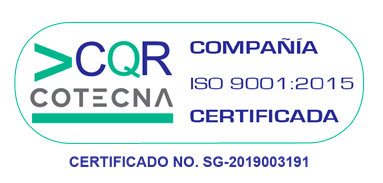 CQR
COTECNA
COMPAÑÍA
ISO 9001:2015
CERTIFICADA
CERTIFICADO NO. SG-2019003191